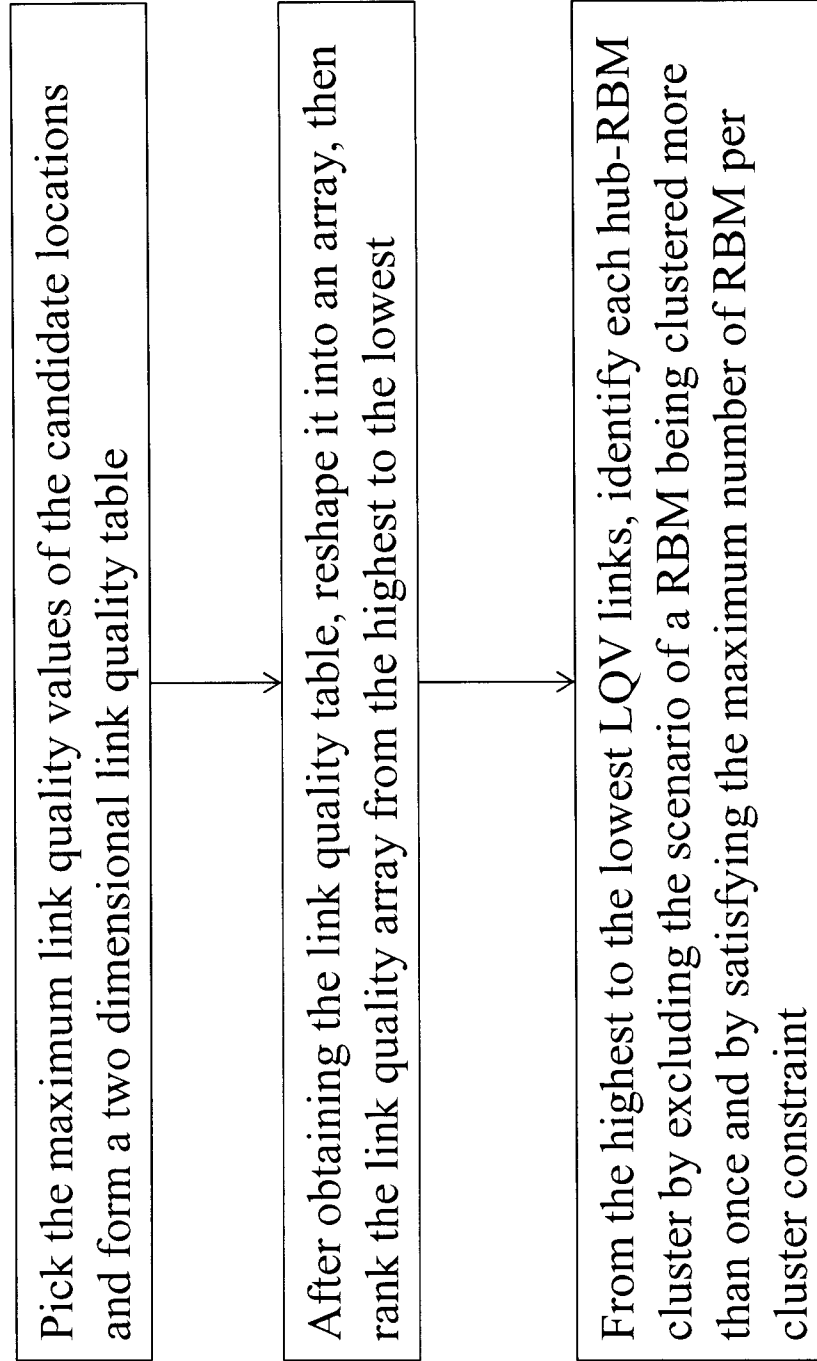 Pick the maximum link quality values of the candidate locations
and form a two dimensional link quality table
After obtaining the link quality table, reshape it into an array, then
rank the link quality array from the highest to the lowest
From the highest to the lowest LQV links, identify each hub-RBM
cluster by excluding the scenario of a RBM being clustered more
than once and by satisfying the maximum number of RBM per
cluster constraint